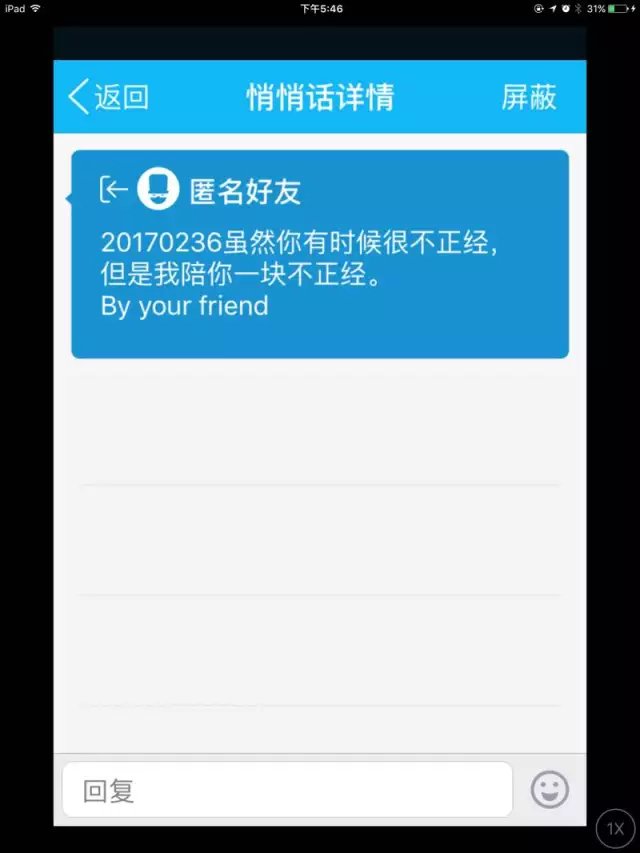 iPad 下午5:46 31%
返回 悄悄话详情 屏蔽
匿名好友
20170236虽然你有时候很不正经,
但是我陪你一块不正经。
By your friend
回复
1X